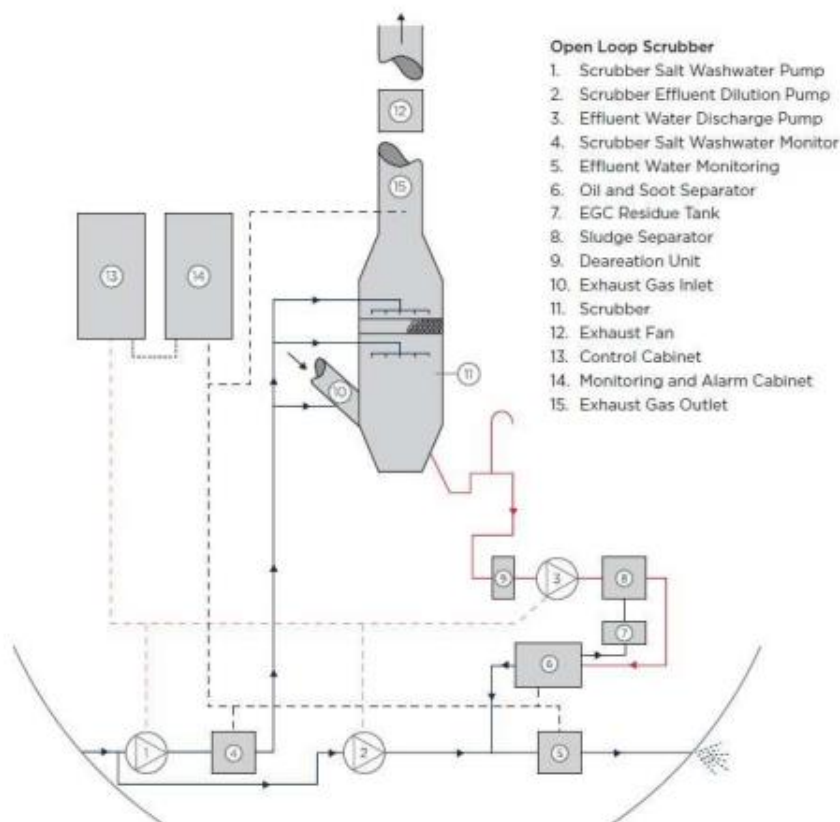 Open Loop Scrubber
1. Scrubber Salt Washwater Pump
2. Scrubber Effluent Dilution Pump
3. Effluent Water Discharge Pump
4. Scrubber Salt Washwater Monitor
5. Effluent Water Monitoring
6. Oil and Soot Separator
7. EGC Residue Tank
8. Sludge Separator
9. Deareation Unit
10. Exhaust Gas Inlet
11. Scrubber
12. Exhaust Fan
13. Control Cabinet
14. Monitoring and Alarm Cabinet
15. Exhaust Gas Outlet
12
15
13
14
10
11
9
3
8
7
6
1
4
2
5